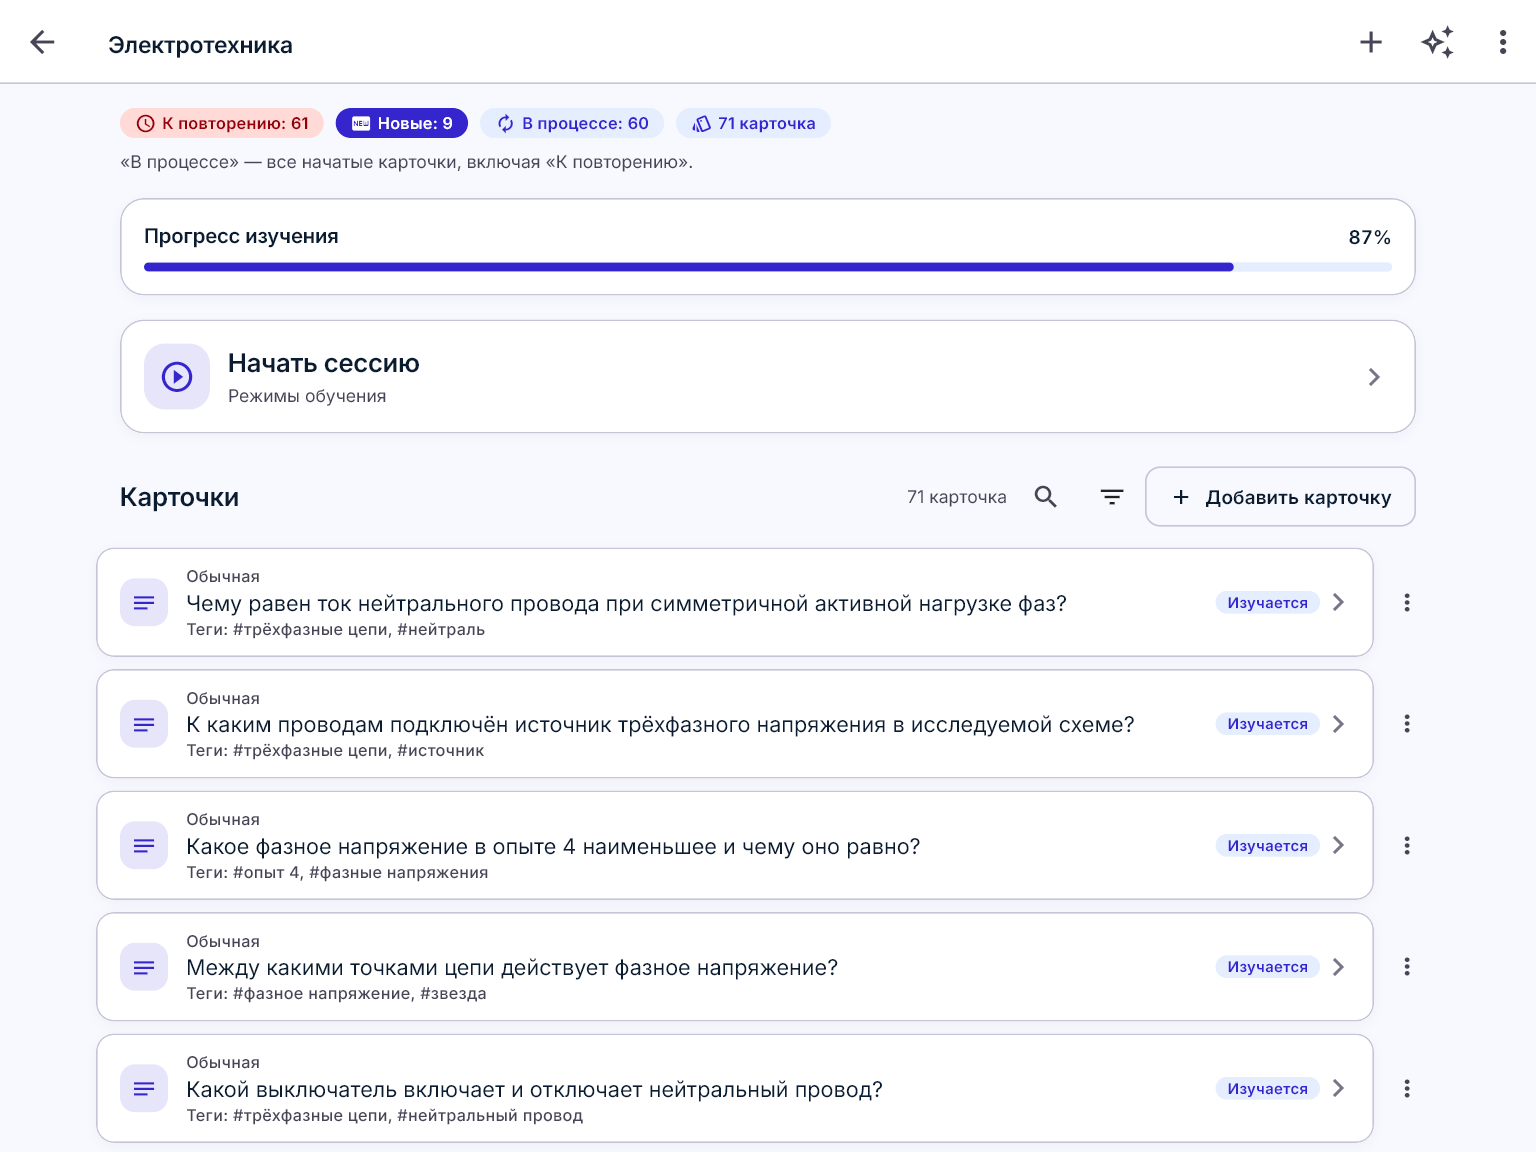 Электротехника
К повторению: 61
NEW Новые: 9
В процессе: 60
71 карточка
«В процессе» — все начатые карточки, включая «К повторению».
Прогресс изучения
87%
Начать сессию
Режимы обучения
Карточки
71 карточка
Добавить карточку
Обычная
Чему равен ток нейтрального провода при симметричной активной нагрузке фаз?
Теги: #трёхфазные цепи, #нейтраль
Изучается
Обычная
К каким проводам подключён источник трёхфазного напряжения в исследуемой схеме?
Теги: #трёхфазные цепи, #источник
Изучается
Обычная
Какое фазное напряжение в опыте 4 наименьшее и чему оно равно?
Теги: #опыт 4, #фазные напряжения
Изучается
Обычная
Между какими точками цепи действует фазное напряжение?
Теги: #фазное напряжение, #звезда
Изучается
Обычная
Какой выключатель включает и отключает нейтральный провод?
Теги: #трёхфазные цепи, #нейтральный провод
Изучается